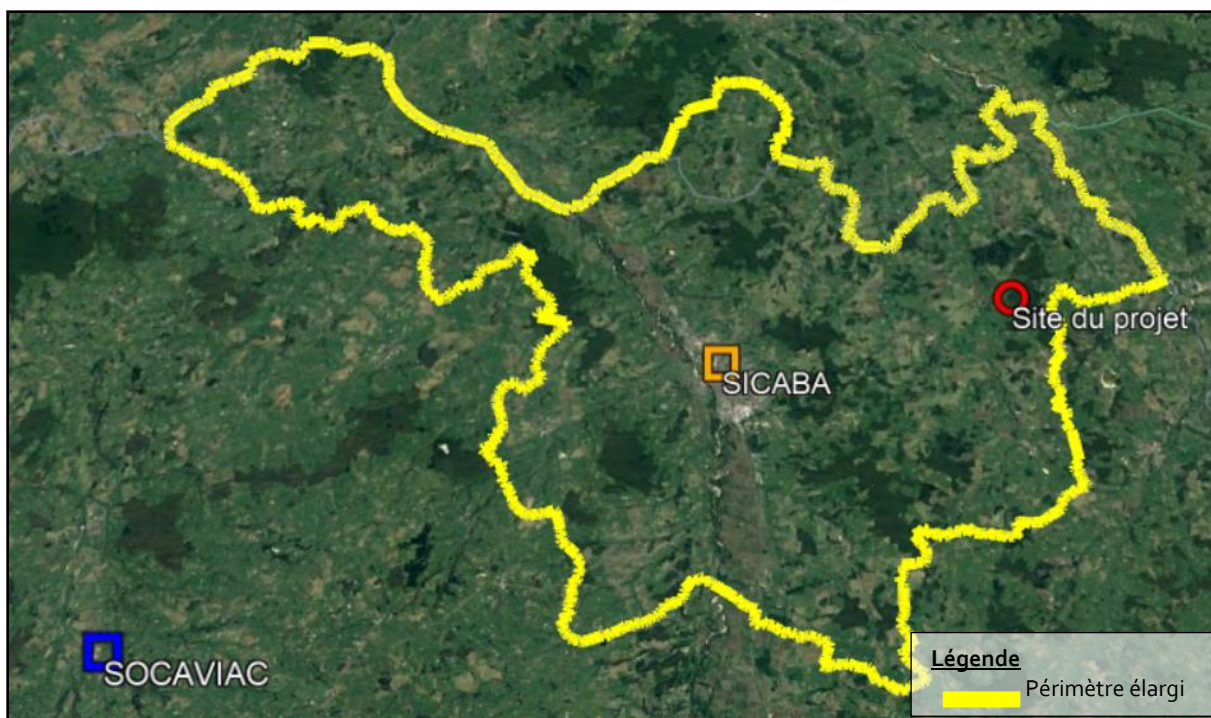 Site du projet
SICABA
SOCAVIAC
Légende
Périmètre élargi